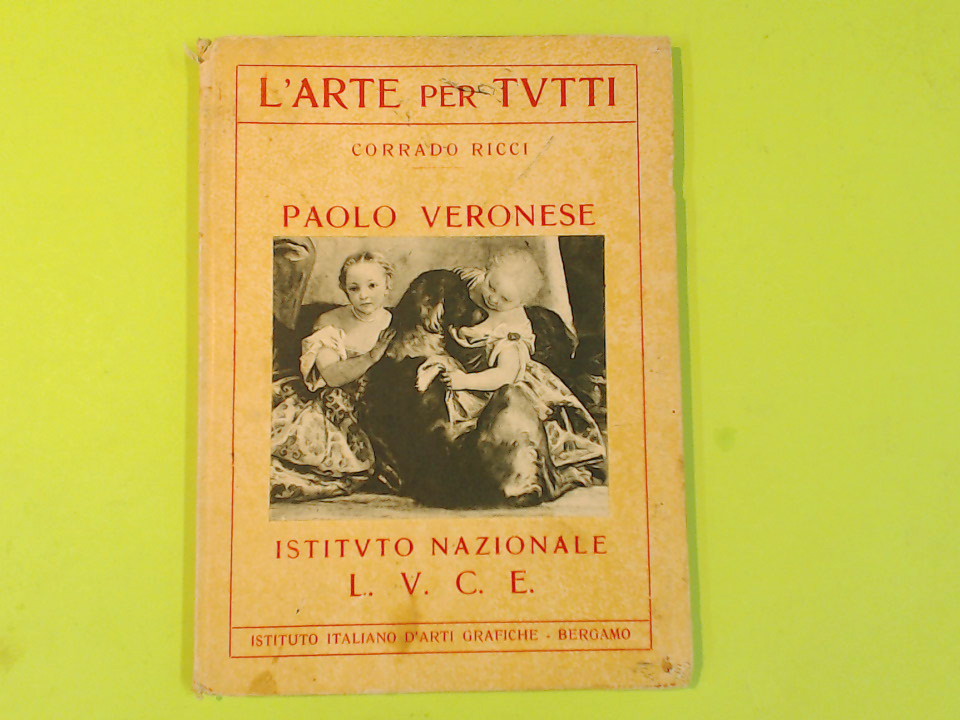 L'ARTE PER TVTTI
CORRADO RICCI
PAOLO VERONESE
ISTITVTO NAZIONALE
L. V. C. E.
ISTITUTO ITALIANO D'ARTI GRAFICHE - BERGAMO